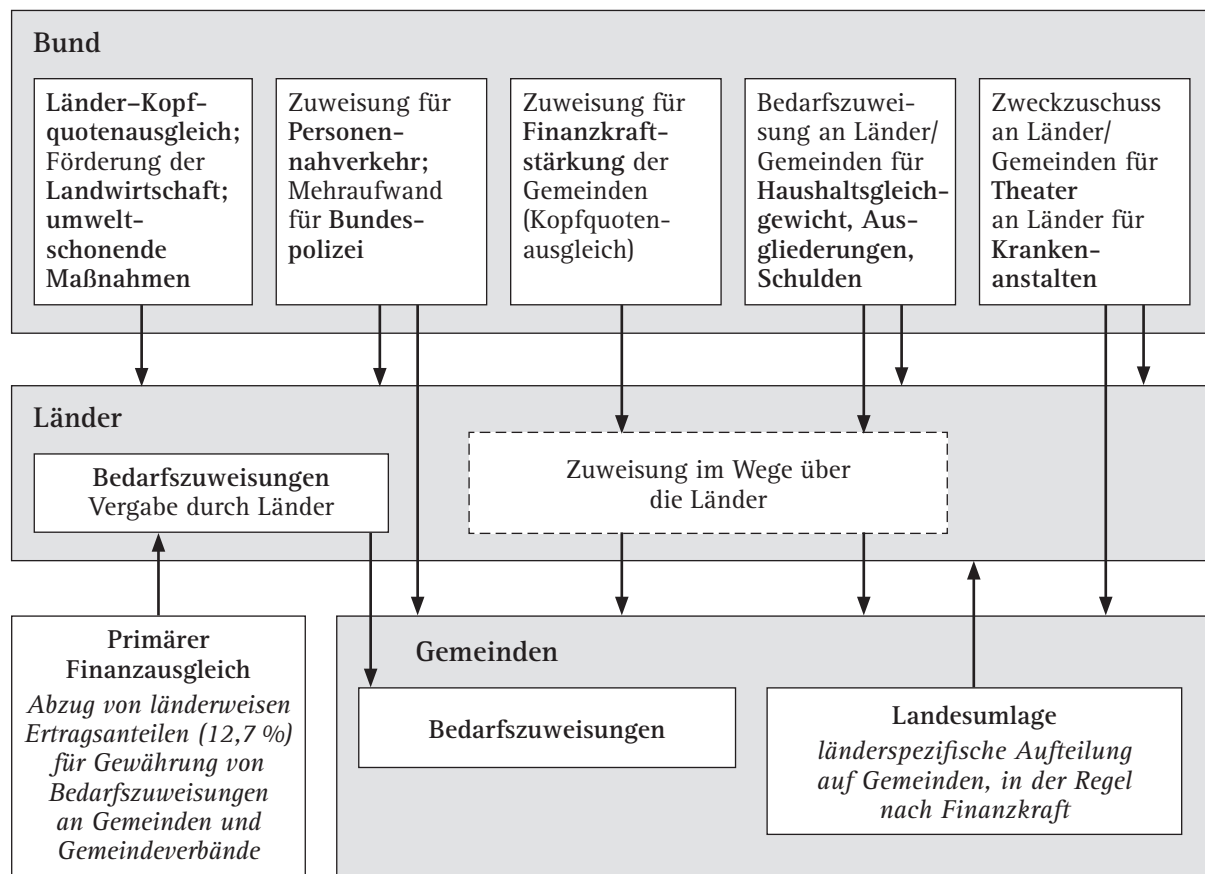 Bund
Länder–Kopf-
quotenausgleich;
Förderung der
Landwirtschaft;
umwelt-
schonende
Maßnahmen
Zuweisung für
Personen-
nahverkehr;
Mehraufwand
für Bundes-
polizei
Zuweisung für
Finanzkraft-
stärkung der
Gemeinden
(Kopfquoten-
ausgleich)
Bedarfszuwei-
sung an Länder/
Gemeinden für
Haushaltsgleich-
gewicht, Aus-
gliederungen,
Schulden
Zweckzuschuss
an Länder/
Gemeinden für
Theater
an Länder für
Kranken-
anstalten
Länder
Bedarfszuweisungen
Vergabe durch Länder
Zuweisung im Wege über
die Länder
Primärer
Finanzausgleich
Abzug von länderweisen
Ertragsanteilen (12,7 %)
für Gewährung von
Bedarfszuweisungen
an Gemeinden und
Gemeindeverbände
Gemeinden
Bedarfszuweisungen
Landesumlage
länderspezifische Aufteilung
auf Gemeinden, in der Regel
nach Finanzkraft